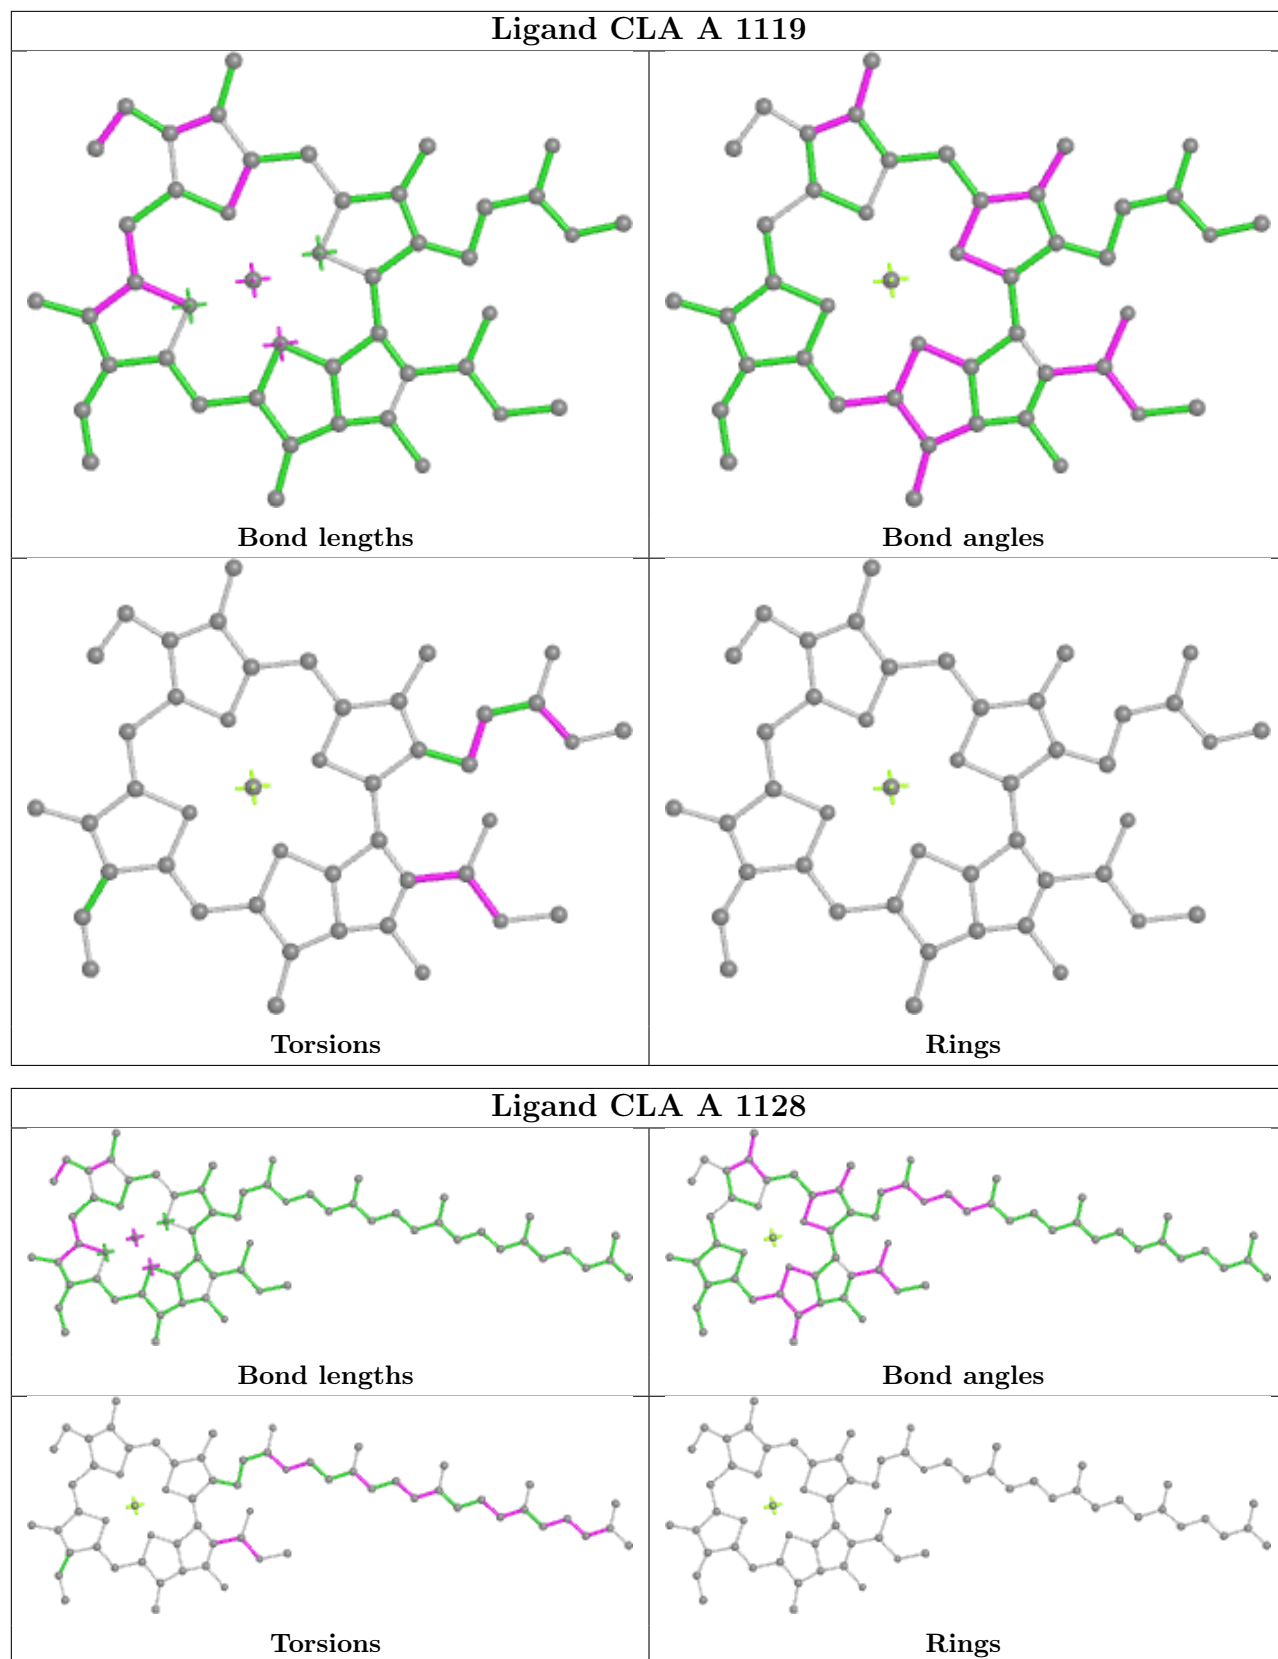 Ligand CLA A 1119
Bond lengths
Bond angles
Torsions
Rings
Ligand CLA A 1128
Bond lengths
Bond angles
Torsions
Rings